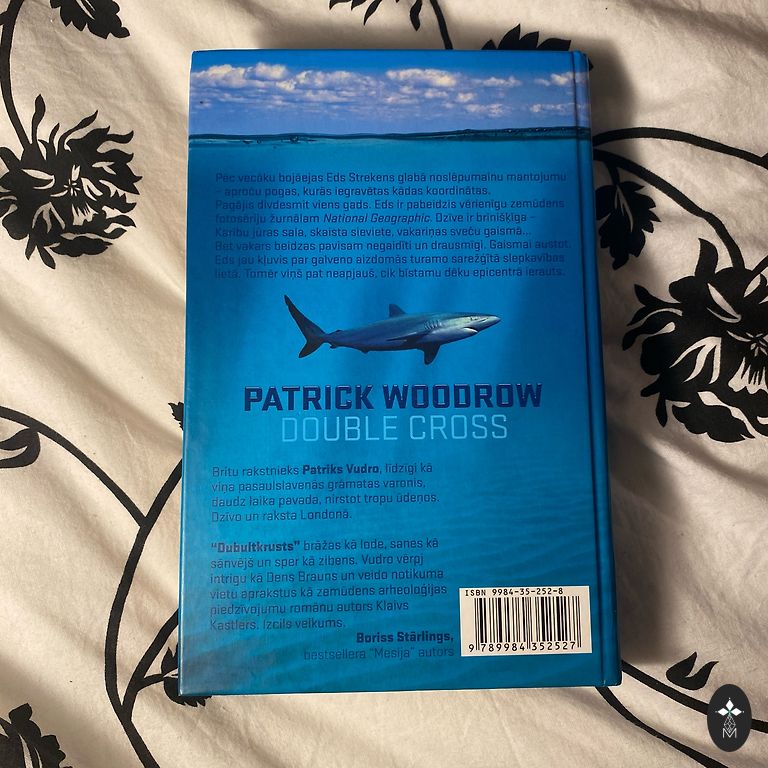 Pēc vecāku bojāejas Eds Strekens glabā noslēpumainu mantojumu
– aproču pogas, kurās iegravētas kādas koordinātas.
Pagājis divdesmit viens gads. Eds ir pabeidzis vērienīgu zemūdens
fotosēriju žurnālam National Geographic. Dzīve ir brīnišķīga –
Karību jūras sala, skaista sieviete, vakariņas sveču gaismā...
Bet vakars beidzas pavisam negaidīti un drausmīgi. Gaismai austot,
Eds jau kļuvis par galveno aizdomās turamo sarežģītā slepkavības
lietā. Tomēr viņš pat neapjauš, cik bīstamu dēku epicentrā ierauts.
PATRICK WOODROW
DOUBLE CROSS
Britu rakstnieks Patriks Vudro, līdzīgi kā
viņa pasaulslavenās grāmatas varonis,
daudz laika pavada, nirstot tropu ūdeņos.
Dzīvo un raksta Londonā.
"Dubultkrusts" brāžas kā lode, saņes kā
sānvējš un sper kā zibens. Vudro vērpj
intrigu kā Dens Brauns un veido notikuma
vietu aprakstus kā zemūdens arheoloģijas
piedzīvojumu romānu autors Klaivs
Kastlers. Izcils veikums.
Boriss Stārlings,
bestsellera "Mesija" autors
ISBN 9984-35-252-8
9 789984 352527
M